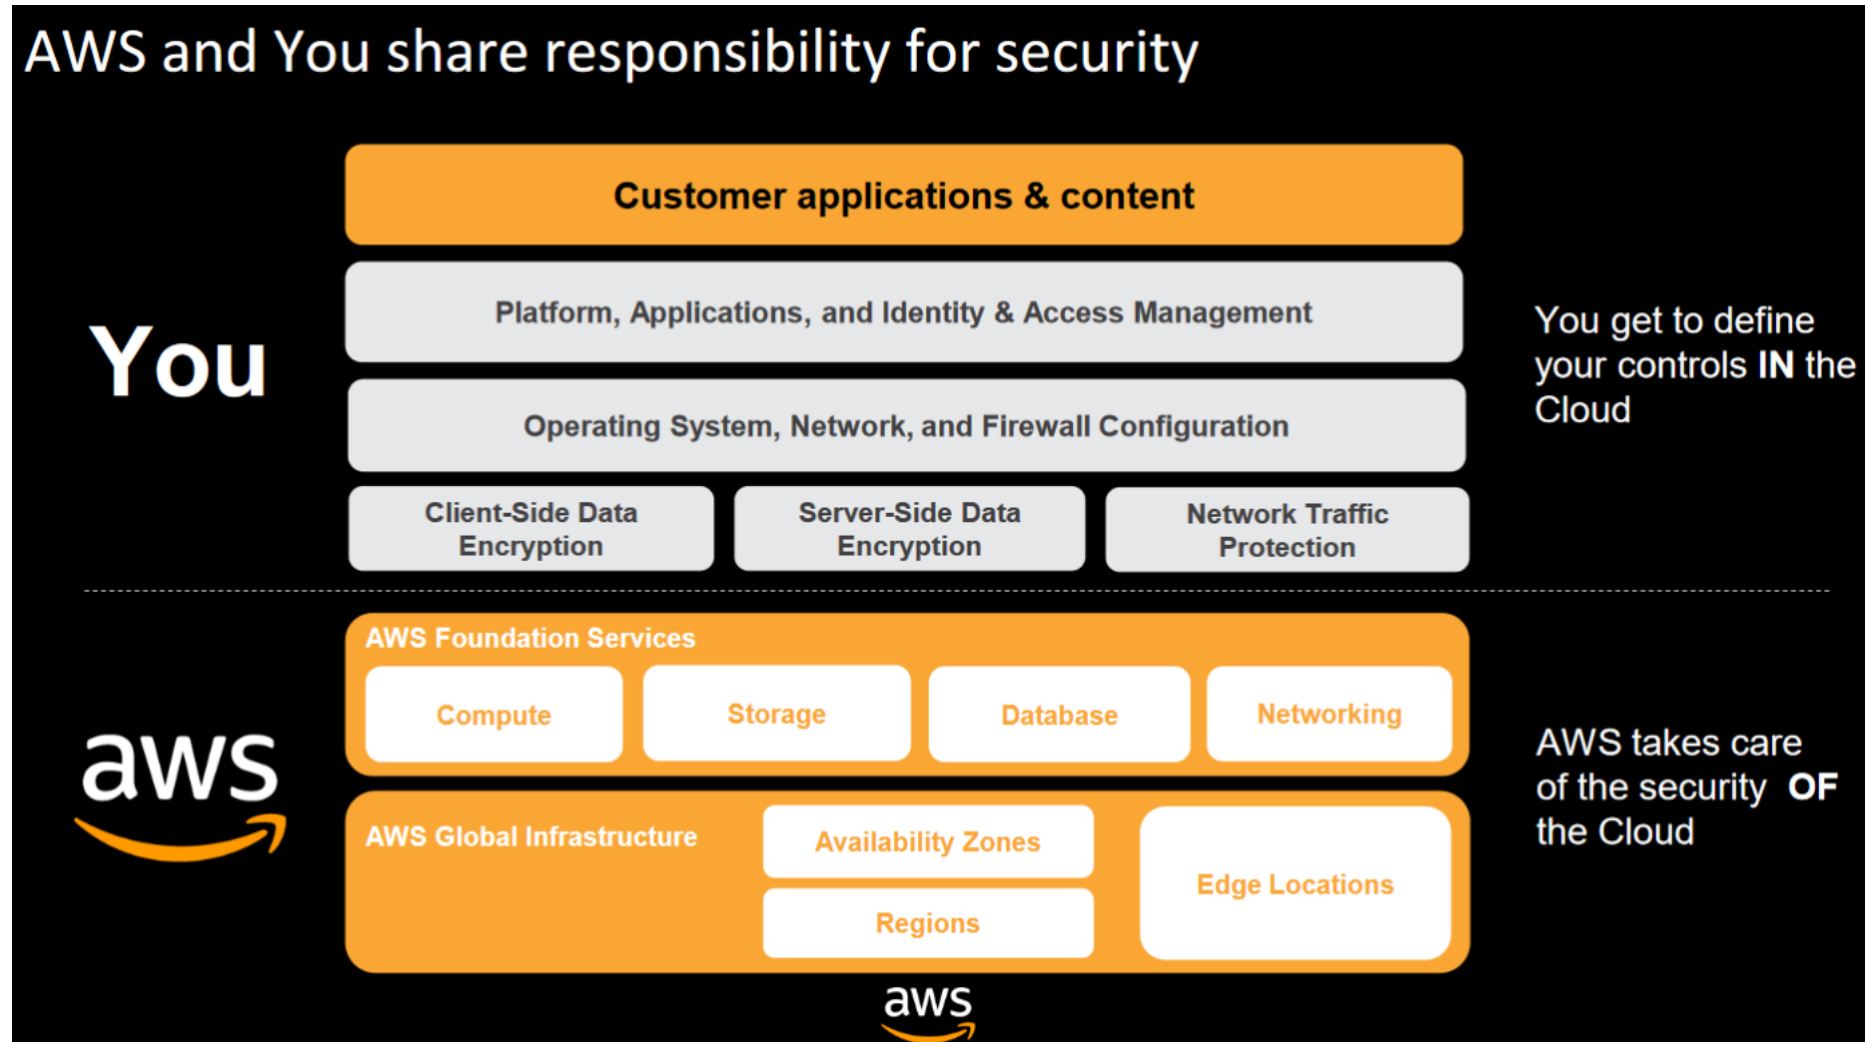 AWS and You share responsibility for security
Customer applications & content
Platform, Applications, and Identity & Access Management
You
You get to define
your controls IN the
Cloud
Operating System, Network, and Firewall Configuration
Client-Side Data
Encryption
Server-Side Data
Encryption
Network Traffic
Protection
AWS Foundation Services
Compute
Storage
Database
Networking
aws
AWS takes care
of the security OF
the Cloud
AWS Global Infrastructure
Availability Zones
Regions
Edge Locations
aws